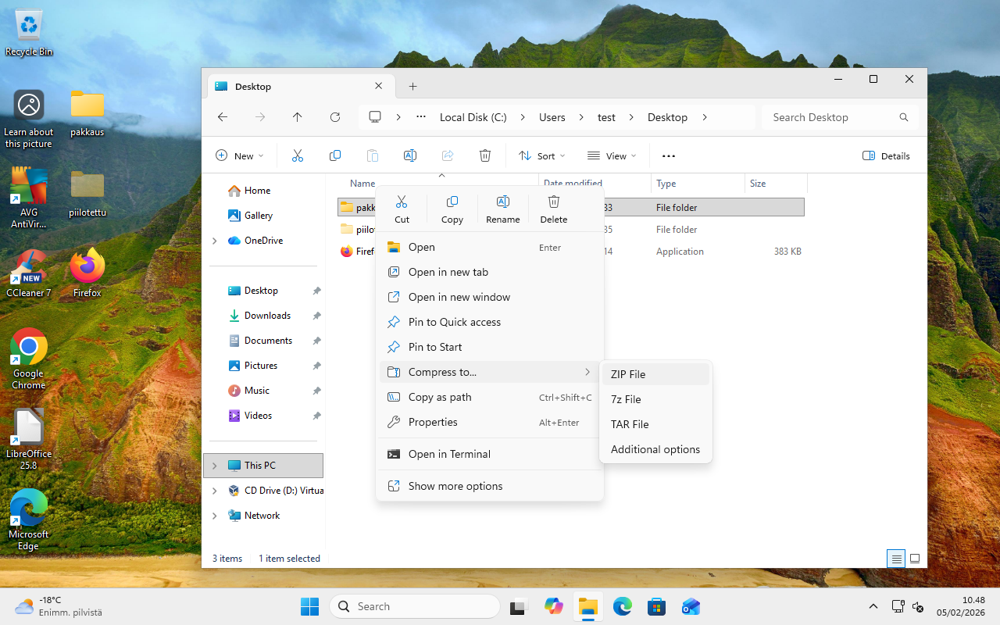 Recycle Bin
Learn about
this picture
pakkaus
AVG
AntiVir...
piilotettu
NEW
CCleaner 7
Firefox
Google
Chrome
LibreOffice
25.8
Microsoft
Edge
Desktop
Local Disk (C:)
Users
test
Desktop
Search Desktop
New
Sort
View
Details
Home
Gallery
OneDrive
Desktop
Downloads
Documents
Pictures
Music
Videos
This PC
CD Drive (D:) Virtua
Network
Name
Date modified
Type
Size
File folder
File folder
Application
383 KB
Cut
Copy
Rename
Delete
Open
Enter
Open in new tab
Open in new window
Pin to Quick access
Pin to Start
Compress to...
Copy as path
Ctrl+Shift+C
Properties
Alt+Enter
Open in Terminal
Show more options
ZIP File
7z File
TAR File
Additional options
3 items
1 item selected
-18°C
Enimm. pilvistä
Search
10.48
05/02/2026